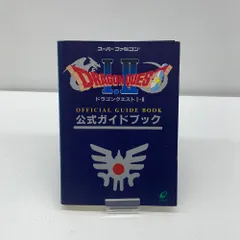 スーパーファミコン
DRAGON QUEST
I・II
ドラゴンクエストI・II
OFFICIAL GUIDE BOOK
公式ガイドブック